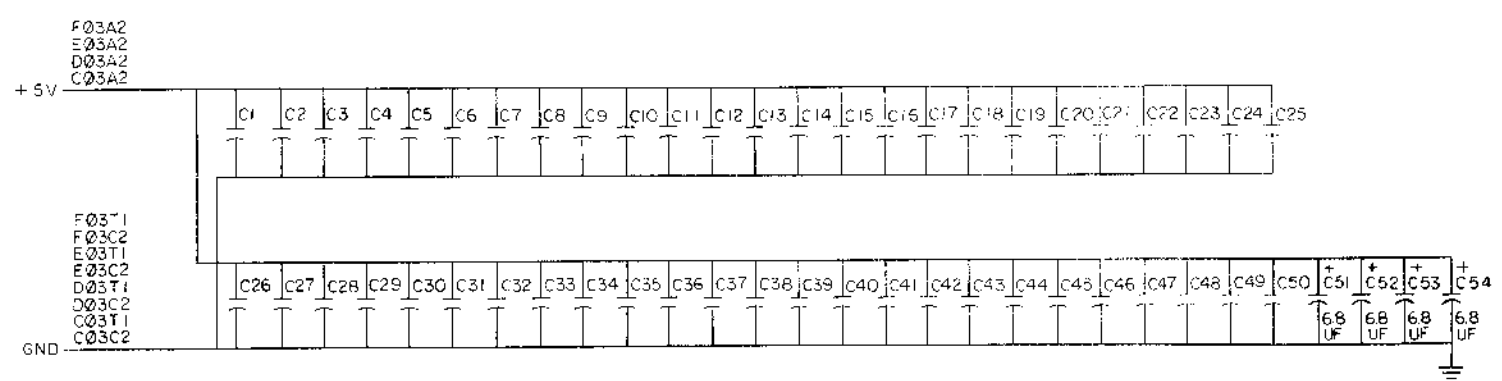 FØ3A2
EØ3A2
DØ3A2
CØ3A2
+5V
C1 C2 C3 C4 C5 C6 C7 C8 C9 C10 C11 C12 C13 C14 C15 C16 C17 C18 C19 C20 C21 C22 C23 C24 C25
FØ3T1
FØ3C2
EØ3T1
EØ3C2
DØ3T1
DØ3C2
CØ3T1
CØ3C2
GND
+ + + +
C26 C27 C28 C29 C30 C31 C32 C33 C34 C35 C36 C37 C38 C39 C40 C41 C42 C43 C44 C45 C46 C47 C48 C49 C50 C51 C52 C53 C54
6.8 6.8 6.8 6.8
UF UF UF UF